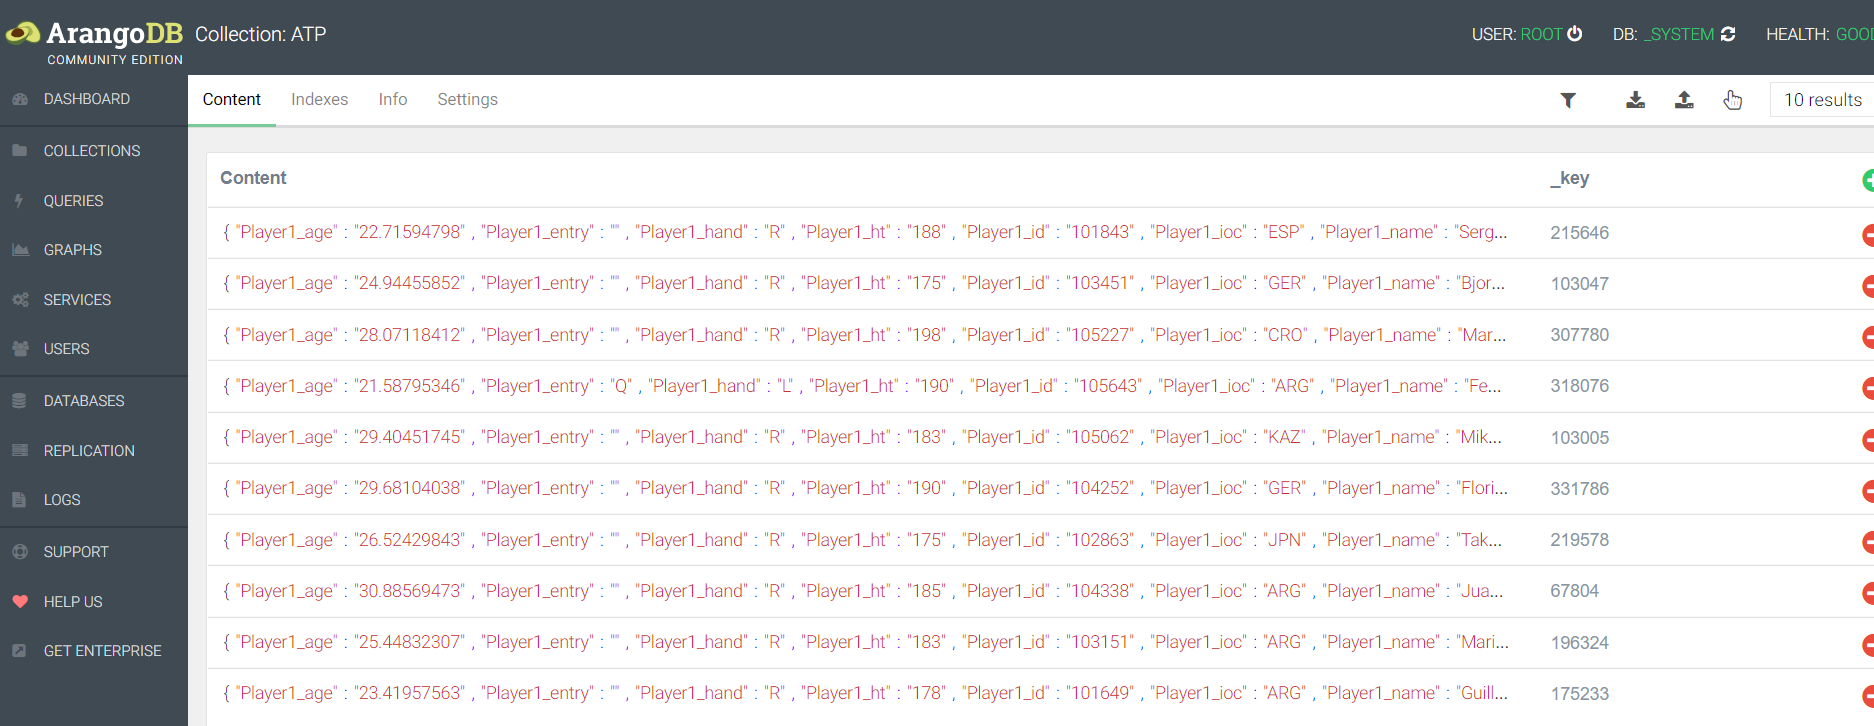 ArangoDB
COMMUNITY EDITION
Collection: ATP
USER: ROOT
DB: _SYSTEM
HEALTH: GOOD
DASHBOARD
COLLECTIONS
QUERIES
GRAPHS
SERVICES
USERS
DATABASES
REPLICATION
LOGS
SUPPORT
HELP US
GET ENTERPRISE
Content Indexes Info Settings
10 results
Content _key
{ "Player1_age" : "22.71594798" , "Player1_entry" : "" , "Player1_hand" : "R" , "Player1_ht" : "188" , "Player1_id" : "101843" , "Player1_ioc" : "ESP" , "Player1_name" : "Serg... 215646
{ "Player1_age" : "24.94455852" , "Player1_entry" : "" , "Player1_hand" : "R" , "Player1_ht" : "175" , "Player1_id" : "103451" , "Player1_ioc" : "GER" , "Player1_name" : "Bjor... 103047
{ "Player1_age" : "28.07118412" , "Player1_entry" : "" , "Player1_hand" : "R" , "Player1_ht" : "198" , "Player1_id" : "105227" , "Player1_ioc" : "CRO" , "Player1_name" : "Mar... 307780
{ "Player1_age" : "21.58795346" , "Player1_entry" : "Q" , "Player1_hand" : "L" , "Player1_ht" : "190" , "Player1_id" : "105643" , "Player1_ioc" : "ARG" , "Player1_name" : "Fe... 318076
{ "Player1_age" : "29.40451745" , "Player1_entry" : "" , "Player1_hand" : "R" , "Player1_ht" : "183" , "Player1_id" : "105062" , "Player1_ioc" : "KAZ" , "Player1_name" : "Mik... 103005
{ "Player1_age" : "29.68104038" , "Player1_entry" : "" , "Player1_hand" : "R" , "Player1_ht" : "190" , "Player1_id" : "104252" , "Player1_ioc" : "GER" , "Player1_name" : "Flori... 331786
{ "Player1_age" : "26.52429843" , "Player1_entry" : "" , "Player1_hand" : "R" , "Player1_ht" : "175" , "Player1_id" : "102863" , "Player1_ioc" : "JPN" , "Player1_name" : "Tak... 219578
{ "Player1_age" : "30.88569473" , "Player1_entry" : "" , "Player1_hand" : "R" , "Player1_ht" : "185" , "Player1_id" : "104338" , "Player1_ioc" : "ARG" , "Player1_name" : "Jua... 67804
{ "Player1_age" : "25.44832307" , "Player1_entry" : "" , "Player1_hand" : "R" , "Player1_ht" : "183" , "Player1_id" : "103151" , "Player1_ioc" : "ARG" , "Player1_name" : "Mari... 196324
{ "Player1_age" : "23.41957563" , "Player1_entry" : "" , "Player1_hand" : "R" , "Player1_ht" : "178" , "Player1_id" : "101649" , "Player1_ioc" : "ARG" , "Player1_name" : "Guill... 175233